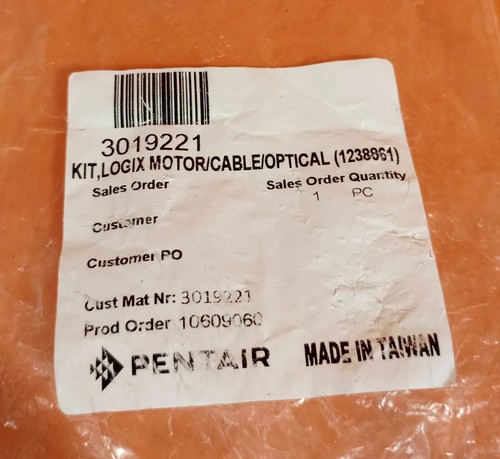 3019221
KIT,LOGIX MOTOR/CABLE/OPTICAL (1238861)
Sales Order Sales Order Quantity
1 PC
Customer
Customer PO
Cust Mat Nr: 3019221
Prod Order 10609060
PENTAIR MADE IN TAIWAN